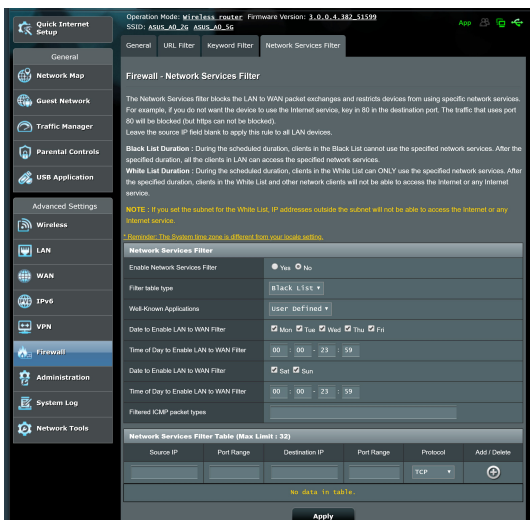 Quick Internet
Setup
General
Network Map
Guest Network
Traffic Manager
Parental Controls
USB Application
Advanced Settings
Wireless
LAN
WAN
IPv6
VPN
Firewall
Administration
System Log
Network Tools
Operation Mode: Wireless router Firmware Version: 3.0.0.4.382_51599
SSID: ASUS_A0_2G ASUS_A0_5G
App
General
URL Filter
Keyword Filter
Network Services Filter
Firewall - Network Services Filter
The Network Services filter blocks the LAN to WAN packet exchanges and restricts devices from using specific network services.
For example, if you do not want the device to use the Internet service, key in 80 in the destination port. The traffic that uses port
80 will be blocked (but https can not be blocked).
Leave the source IP field blank to apply this rule to all LAN devices.
Black List Duration : During the scheduled duration, clients in the Black List cannot use the specified network services. After the
specified duration, all the clients in LAN can access the specified network services.
White List Duration : During the scheduled duration, clients in the White List can ONLY use the specified network services. After
the specified duration, clients in the White List and other network clients will not be able to access the Internet or any Internet
service.
NOTE : If you set the subnet for the White List, IP addresses outside the subnet will not be able to access the Internet or any
Internet service.
* Reminder: The System time zone is different from your locale setting.
Network Services Filter
Enable Network Services Filter
Yes No
Filter table type
Black List
Well-Known Applications
User Defined
Date to Enable LAN to WAN Filter
Mon Tue Wed Thu Fri
Time of Day to Enable LAN to WAN Filter
00 : 00 - 23 : 59
Date to Enable LAN to WAN Filter
Sat Sun
Time of Day to Enable LAN to WAN Filter
00 : 00 - 23 : 59
Filtered ICMP packet types
Network Services Filter Table (Max Limit : 32)
Source IP Port Range Destination IP Port Range Protocol Add / Delete
TCP
No data in table.
Apply